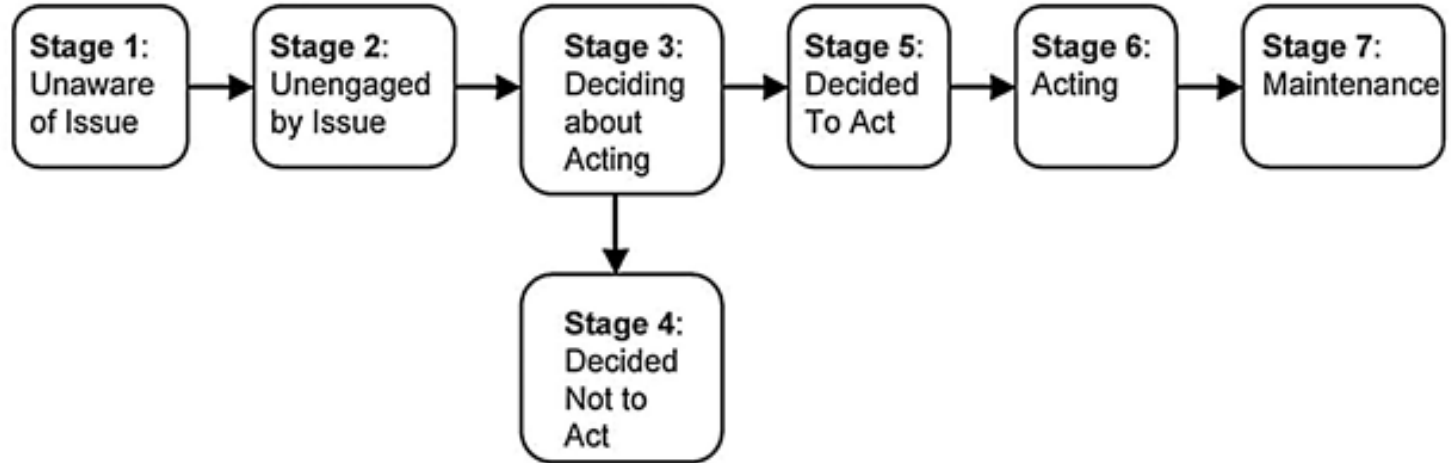 Stage 1:
Unaware
of Issue
Stage 2:
Unengaged
by Issue
Stage 3:
Deciding
about
Acting
Stage 5:
Decided
To Act
Stage 6:
Acting
Stage 7:
Maintenance
Stage 4:
Decided
Not to
Act